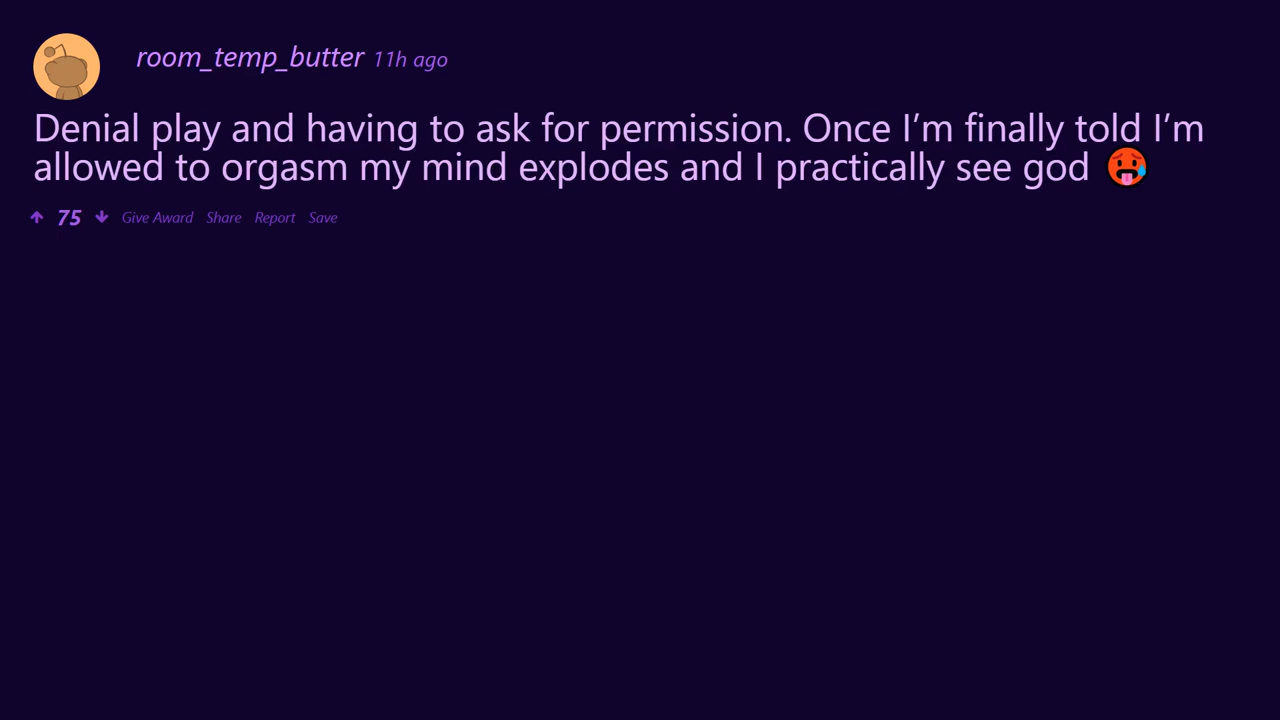 room_temp_butter 11h ago
Denial play and having to ask for permission. Once I’m finally told I’m
allowed to orgasm my mind explodes and I practically see god 🥵
75 Give Award Share Report Save